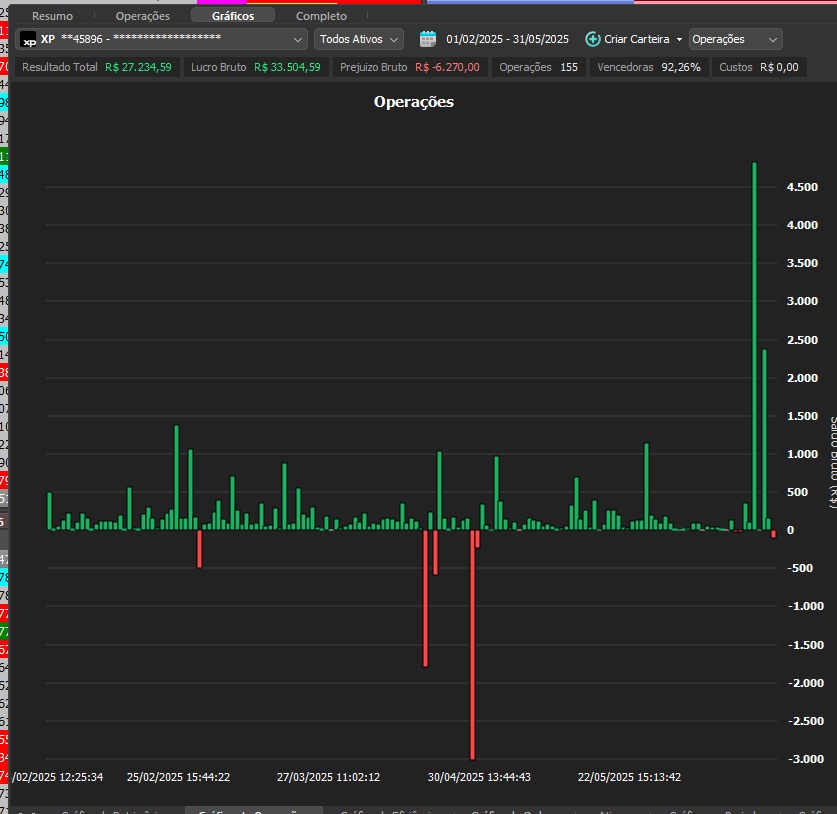 Resumo Operações Gráficos Completo
xp XP **45896 - ****************** Todos Ativos 01/02/2025 - 31/05/2025 Criar Carteira Operações
Resultado Total R$ 27.234,59 Lucro Bruto R$ 33.504,59 Prejuizo Bruto R$ -6.270,00 Operações 155 Vencedoras 92,26% Custos R$ 0,00
Operações
4.500
4.000
3.500
3.000
2.500
2.000
1.500
1.000
500
0
-500
-1.000
-1.500
-2.000
-2.500
-3.000
Saldo Bruto (R$)
/02/2025 12:25:34 25/02/2025 15:44:22 27/03/2025 11:02:12 30/04/2025 13:44:43 22/05/2025 15:13:42